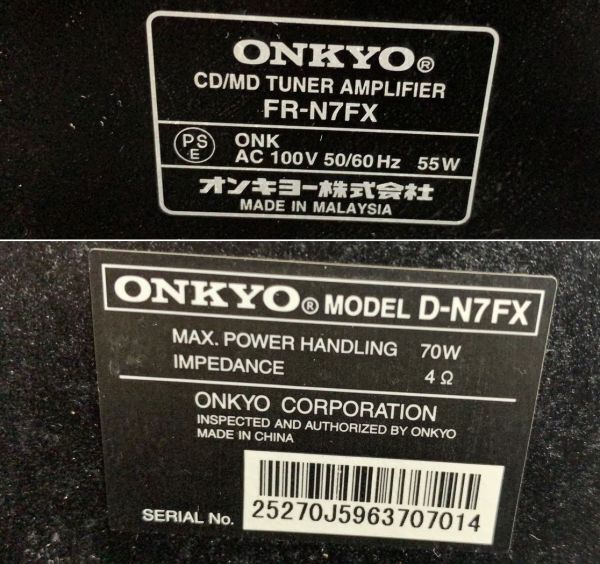 ONKYO®
CD/MD TUNER AMPLIFIER
FR-N7FX
PS
E
ONK
AC 100V 50/60Hz 55W
オンキヨー株式会社
MADE IN MALAYSIA
ONKYO® MODEL D-N7FX
MAX. POWER HANDLING 70W
IMPEDANCE 4Ω
ONKYO CORPORATION
INSPECTED AND AUTHORIZED BY ONKYO
MADE IN CHINA
SERIAL No. 25270J5963707014